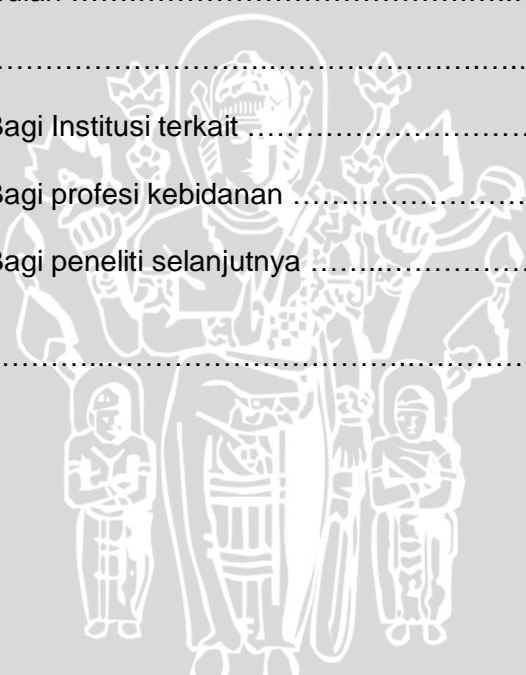 …………………………………………………
Bagi Institusi terkait ………………………
Bagi profesi kebidanan …………………
Bagi peneliti selanjutnya ……..……………
…………………………………………………